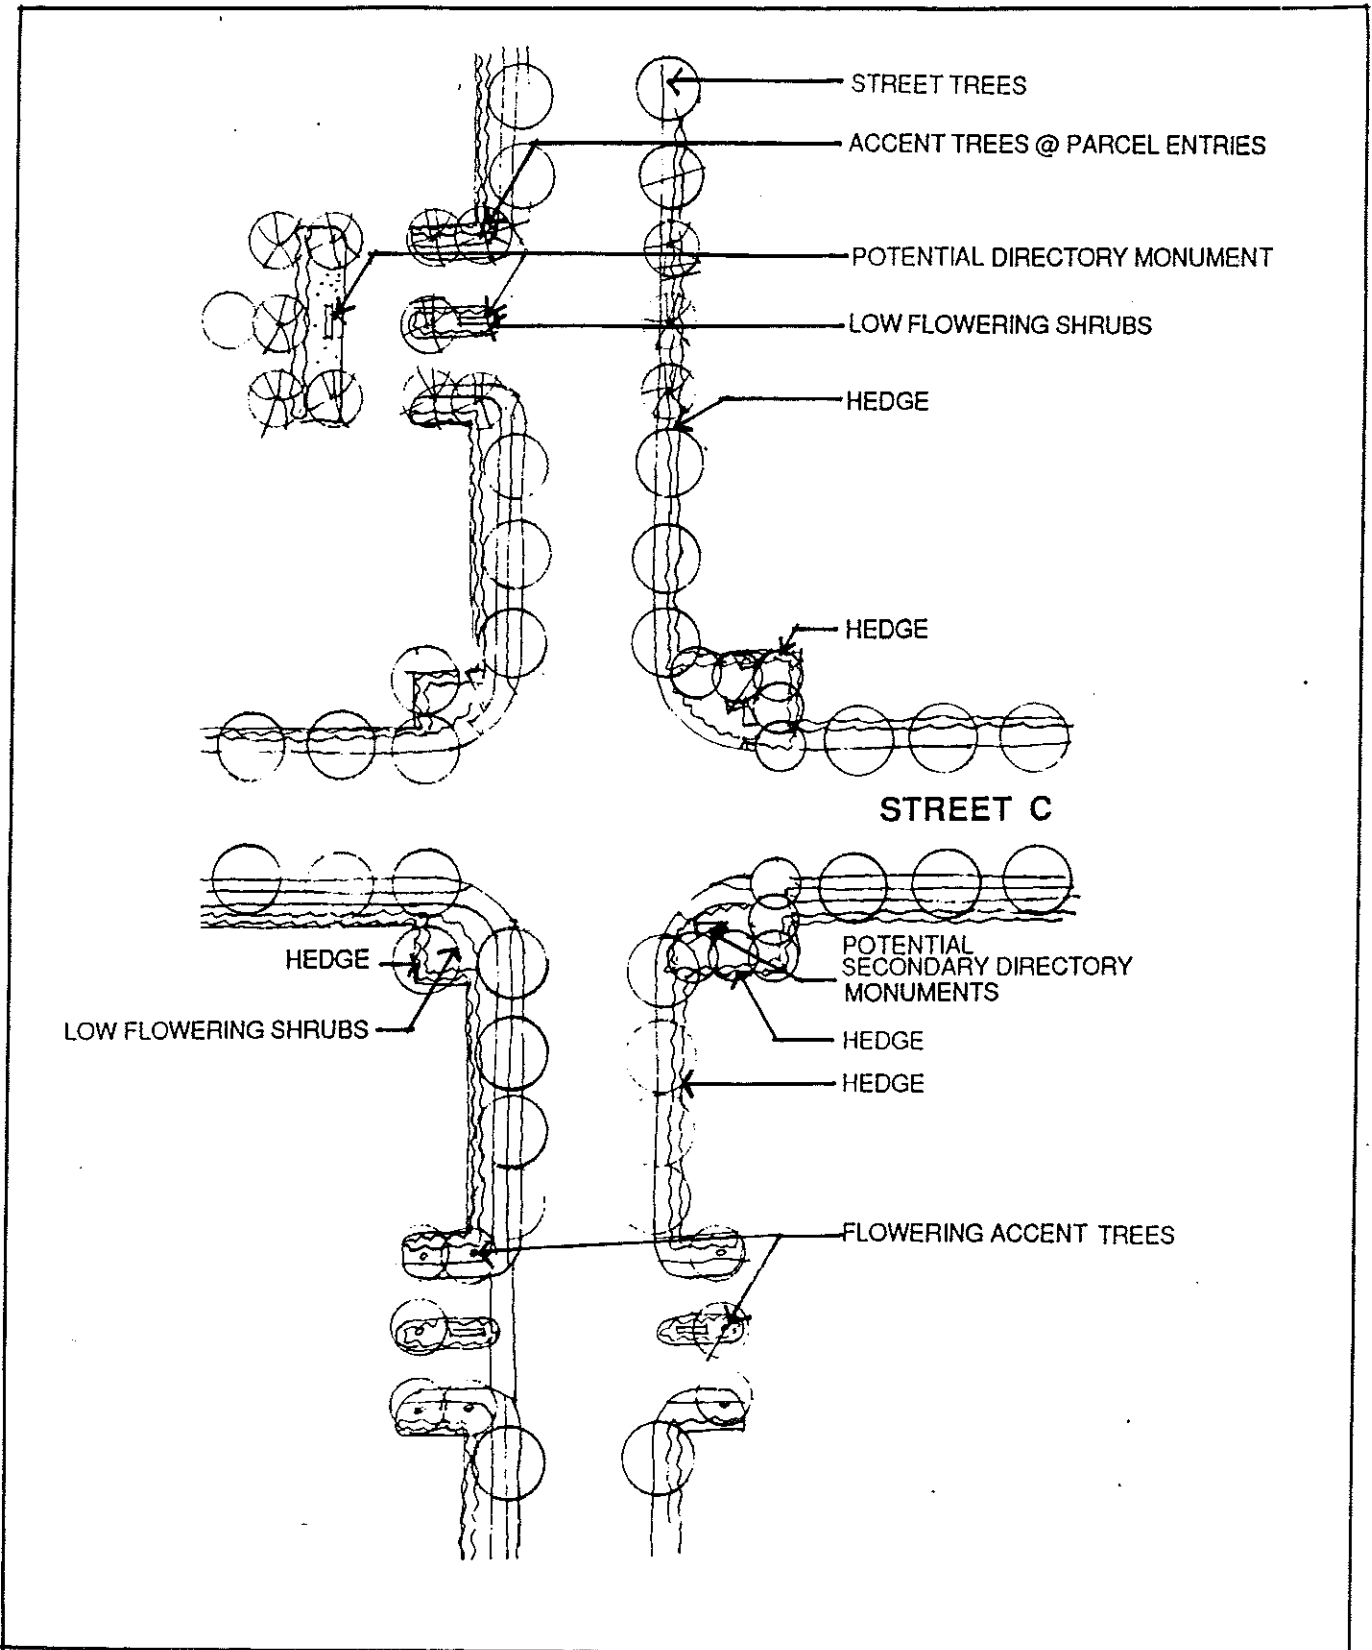 STREET TREES
ACCENT TREES @ PARCEL ENTRIES
POTENTIAL DIRECTORY MONUMENT
LOW FLOWERING SHRUBS
HEDGE
HEDGE
STREET C
HEDGE
POTENTIAL
SECONDARY DIRECTORY
MONUMENTS
LOW FLOWERING SHRUBS
HEDGE
HEDGE
FLOWERING ACCENT TREES